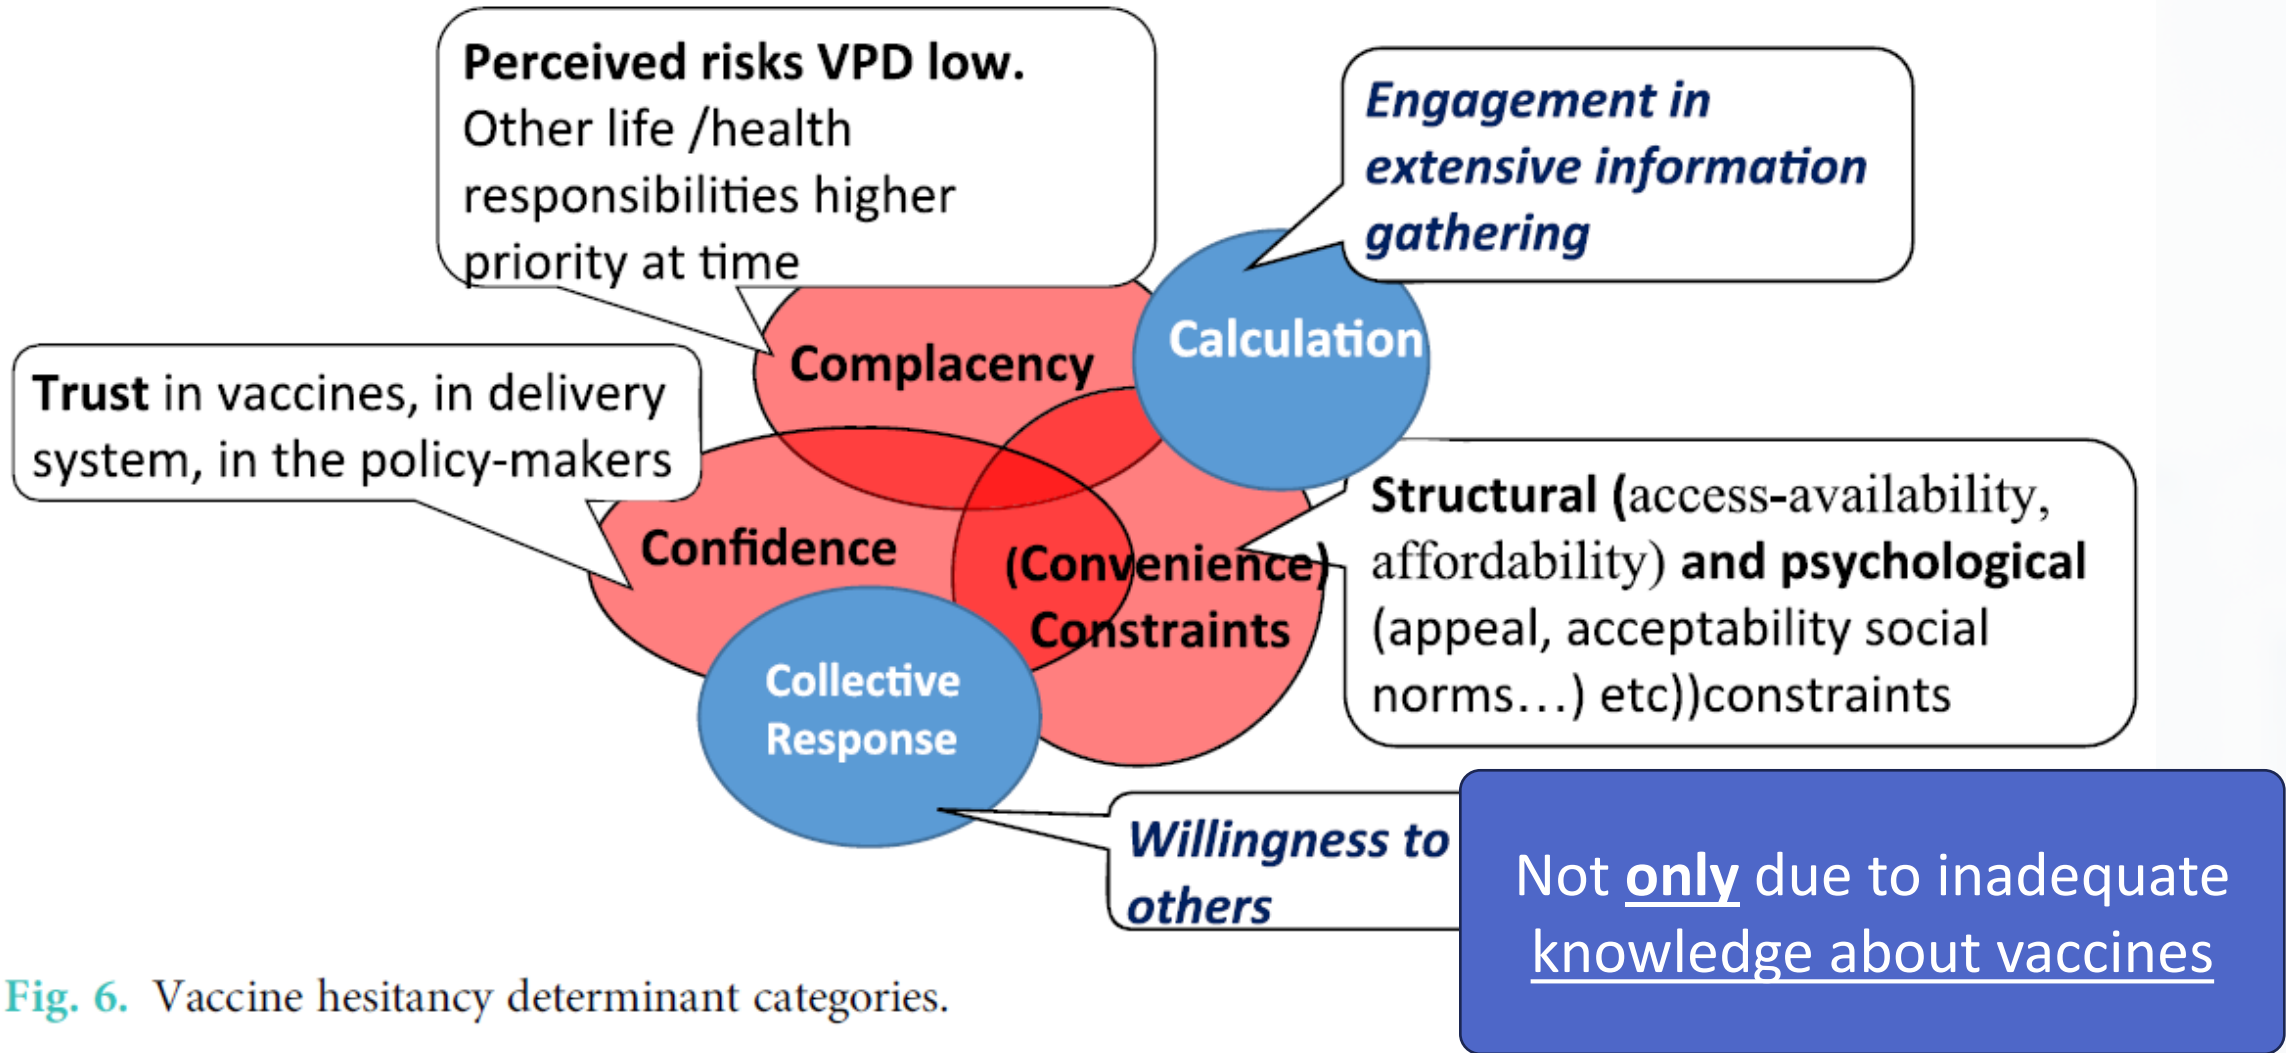 Perceived risks VPD low.
Other life /health
responsibilities higher
priority at time
Engagement in
extensive information
gathering
Calculation
Complacency
Trust in vaccines, in delivery
system, in the policy-makers
Confidence
(Convenience)
Constraints
Structural (access-availability,
affordability) and psychological
(appeal, acceptability social
norms...) etc))constraints
Collective
Response
Willingness to
others
Not only due to inadequate
knowledge about vaccines
Fig. 6. Vaccine hesitancy determinant categories.